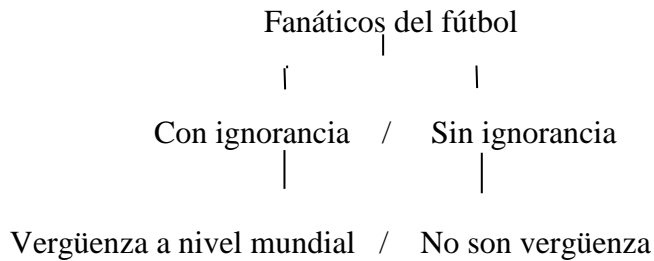 Fanáticos del fútbol
Con ignorancia / Sin ignorancia
Vergüenza a nivel mundial / No son vergüenza